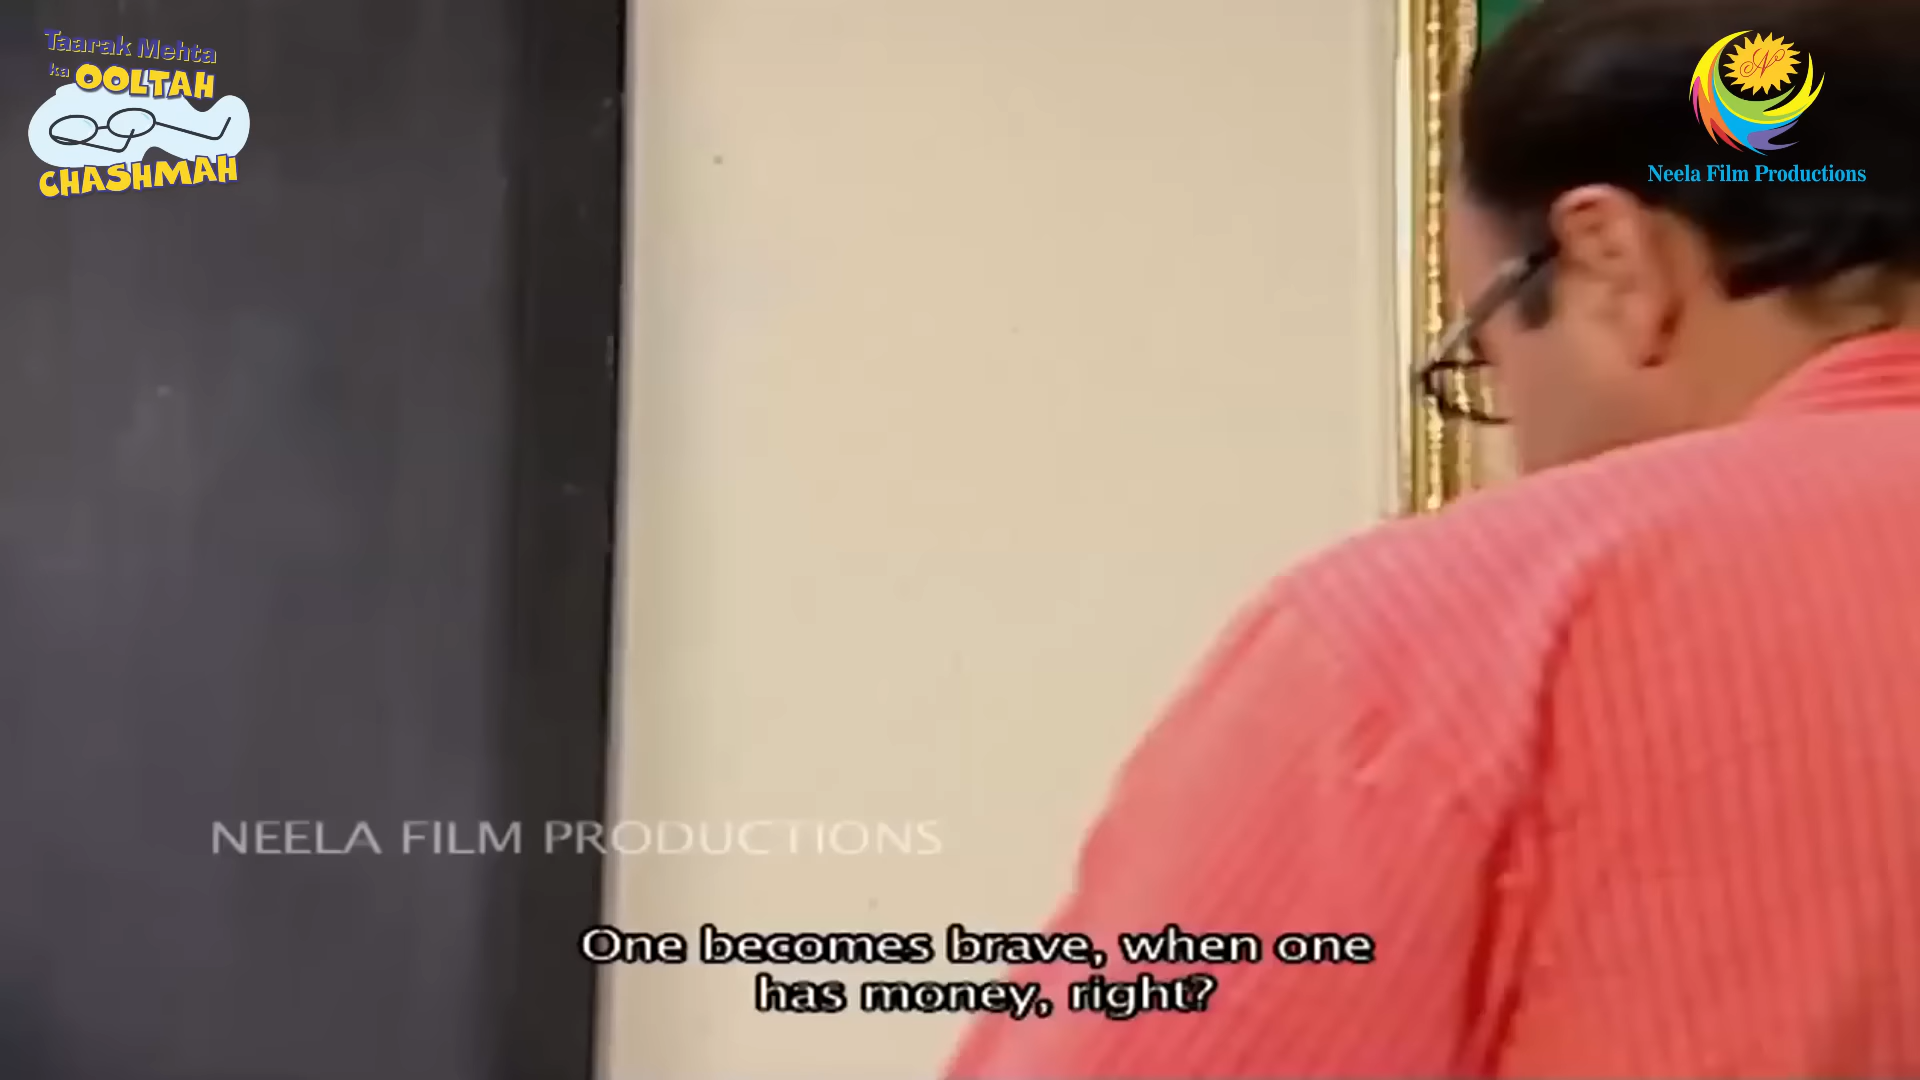 Taarak Mehta
ka OOLTAH
CHASHMAH
Neela Film Productions
NEELA FILM PRODUCTIONS
One becomes brave, when one
has money, right?